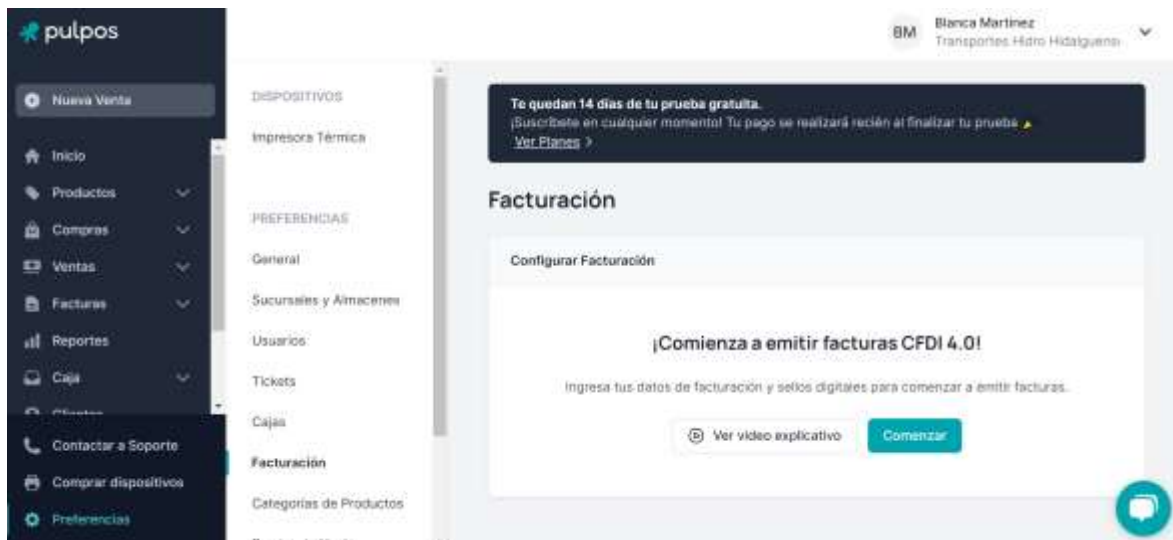 pulpos
BM
Blanca Martinez
Transportes Hidro Hidalguense
Nueva Venta
Inicio
Productos
Compras
Ventas
Facturas
Reportes
Caja
Clientes
Contactar a Soporte
Comprar dispositivos
Preferencias
DISPOSITIVOS
Impresora Térmica
PREFERENCIAS
General
Sucursales y Almacenes
Usuarios
Tickets
Cajas
Facturación
Categorías de Productos
Te quedan 14 días de tu prueba gratuita.
¡Suscríbete en cualquier momento! Tu pago se realizará recién al finalizar tu prueba
Ver Planes >
Facturación
Configurar Facturación
¡Comienza a emitir facturas CFDI 4.0!
Ingresa tus datos de facturación y sellos digitales para comenzar a emitir facturas.
Ver video explicativo
Comenzar